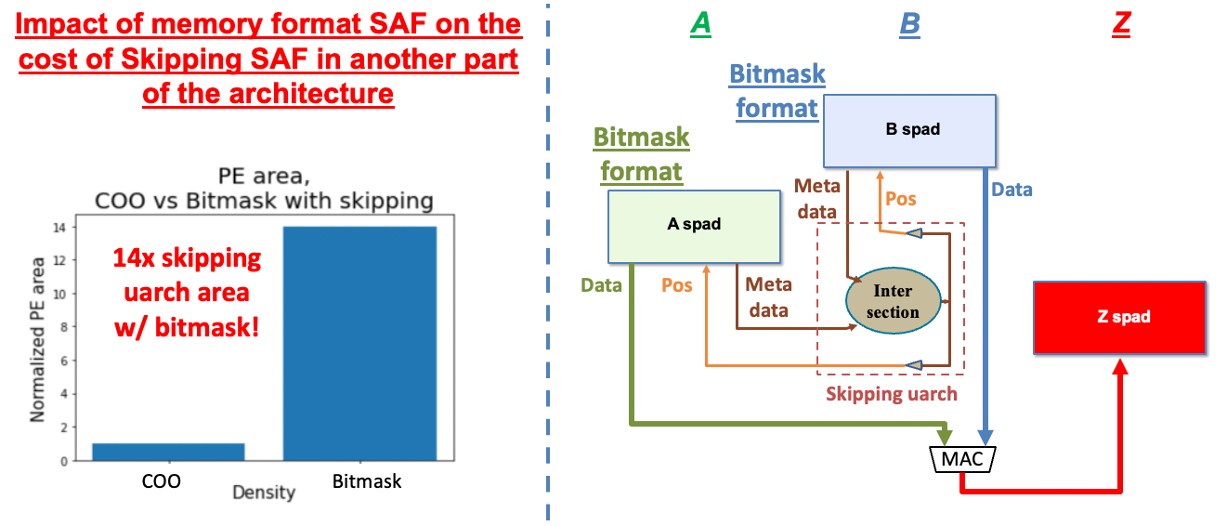 Impact of memory format SAF on the
cost of Skipping SAF in another part
of the architecture
PE area,
COO vs Bitmask with skipping
Normalized PE area
14
12
10
8
6
4
2
0
14x skipping
uarch area
w/ bitmask!
COO
Bitmask
Density
A
B
Z
Bitmask
format
B spad
Bitmask
format
A spad
Meta
data
Pos
Data
Data
Pos
Meta
data
Inter
section
Skipping uarch
Z spad
MAC